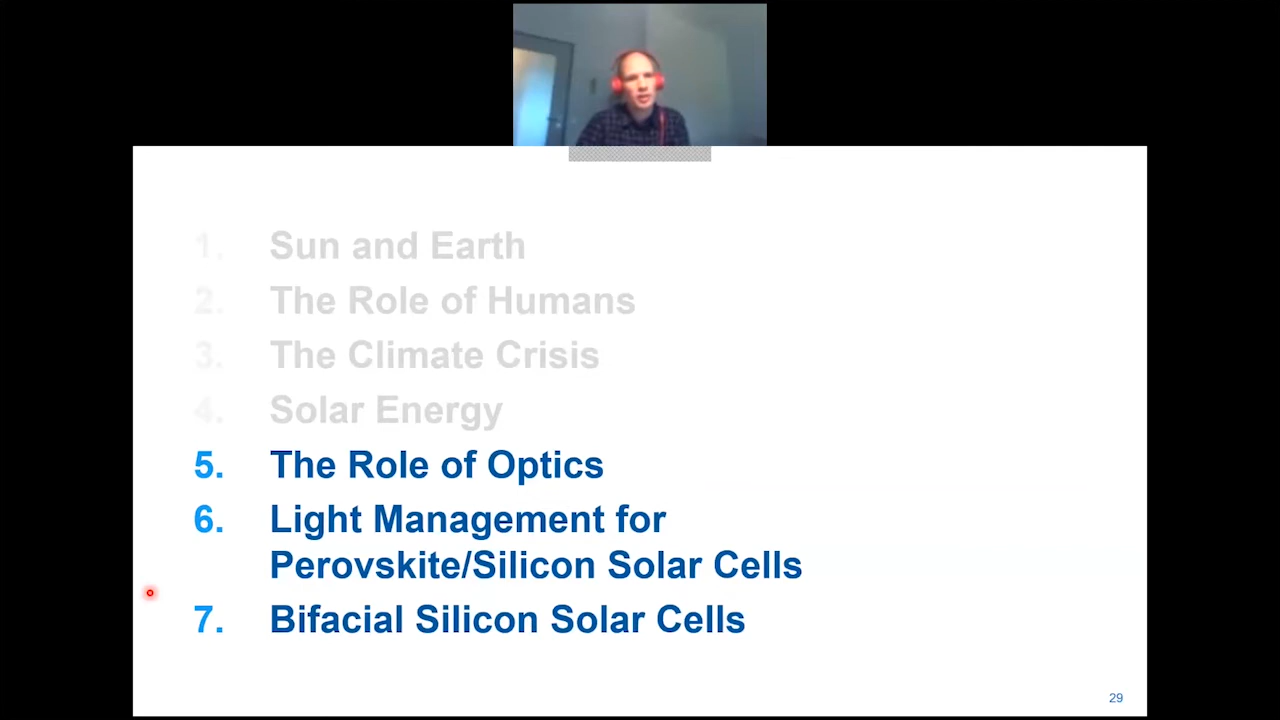 1. Sun and Earth
2. The Role of Humans
3. The Climate Crisis
4. Solar Energy
5. The Role of Optics
6. Light Management for
Perovskite/Silicon Solar Cells
7. Bifacial Silicon Solar Cells
29